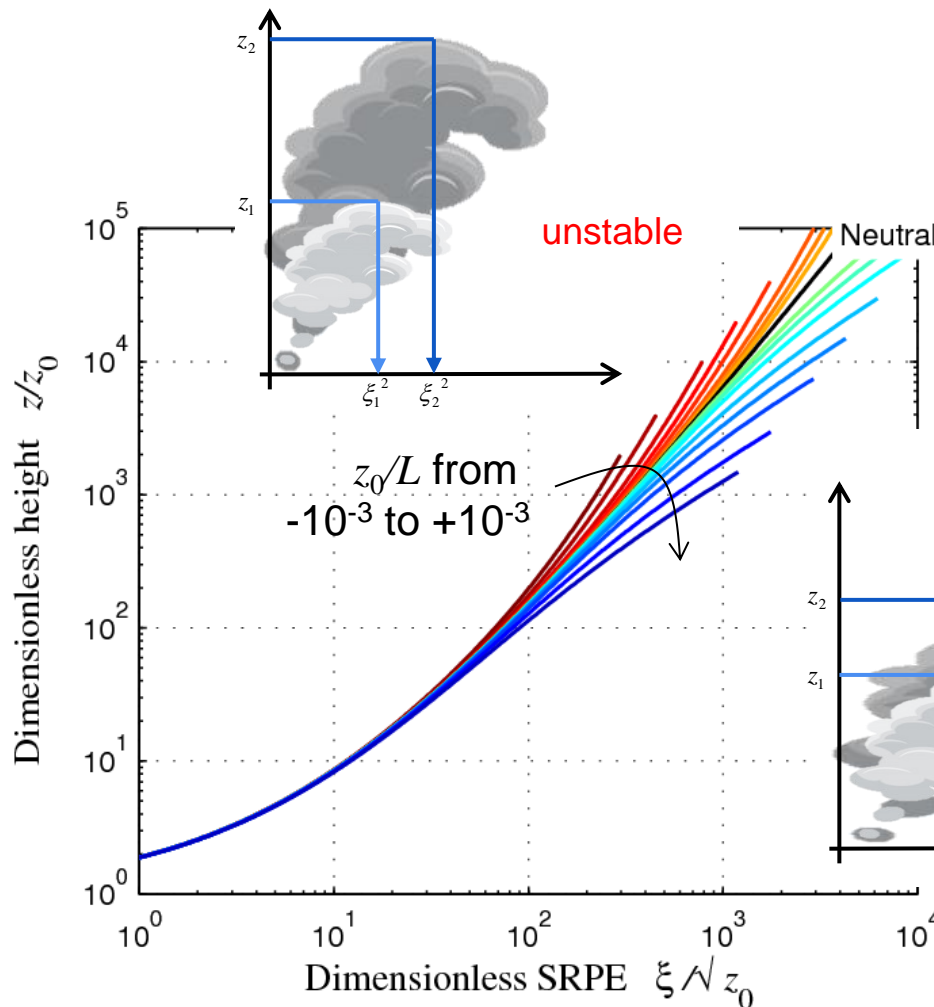 z₂
z₁
ξ₁²
ξ₂²
unstable
Neutral
z₀/L from
-10⁻³ to +10⁻³
z₂
z₁
10⁵
10⁴
10³
10²
10¹
10⁰
Dimensionless height z/z₀
10⁰
10¹
10²
10³
10⁴
Dimensionless SRPE ξ/√z₀